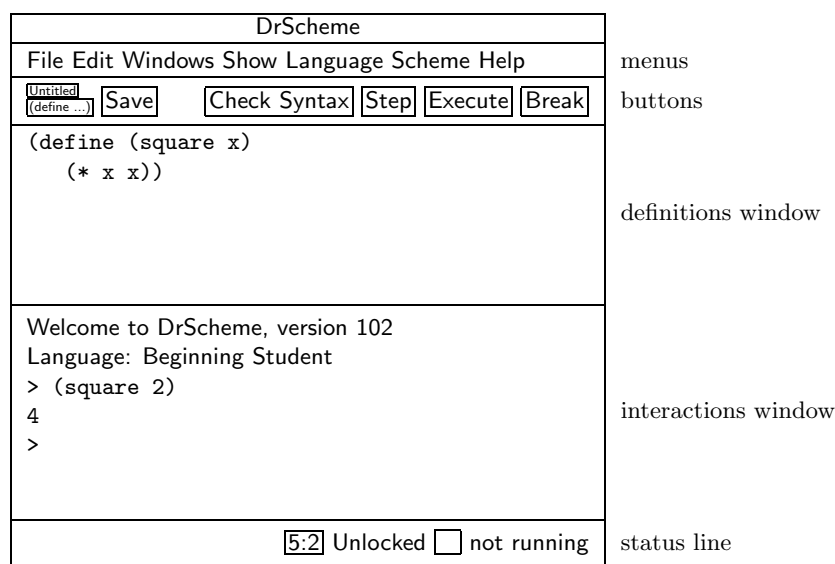 DrScheme
File Edit Windows Show Language Scheme Help
menus
Untitled
(define ...)
Save Check Syntax Step Execute Break
buttons
(define (square x)
(* x x))
definitions window
Welcome to DrScheme, version 102
Language: Beginning Student
> (square 2)
4
interactions window
>
5:2 Unlocked not running
status line